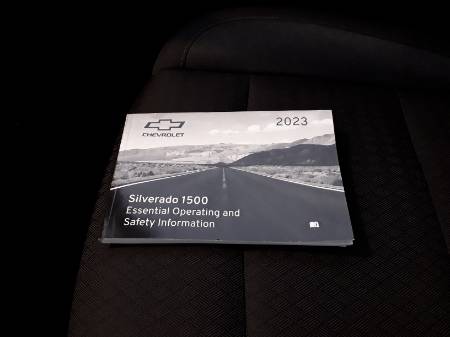 CHEVROLET
2023
Silverado 1500
Essential Operating and
Safety Information